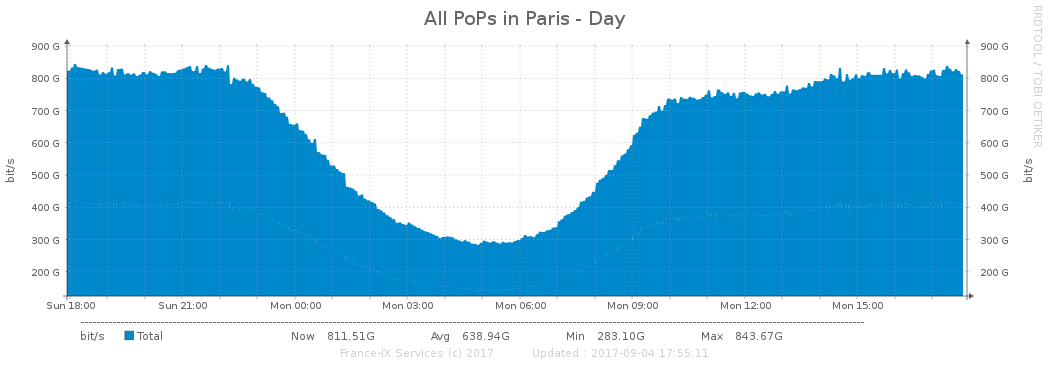 All PoPs in Paris - Day
RRDTOOL / TOBI OETIKER
900 G 900 G
800 G 800 G
700 G 700 G
600 G 600 G
500 G 500 G
400 G 400 G
300 G 300 G
200 G 200 G
bit/s bit/s
Sun 18:00 Sun 21:00 Mon 00:00 Mon 03:00 Mon 06:00 Mon 09:00 Mon 12:00 Mon 15:00
bit/s Total Now 811.51G Avg 638.94G Min 283.10G Max 843.67G
France-IX Services (c) 2017 Updated : 2017-09-04 17:55:11